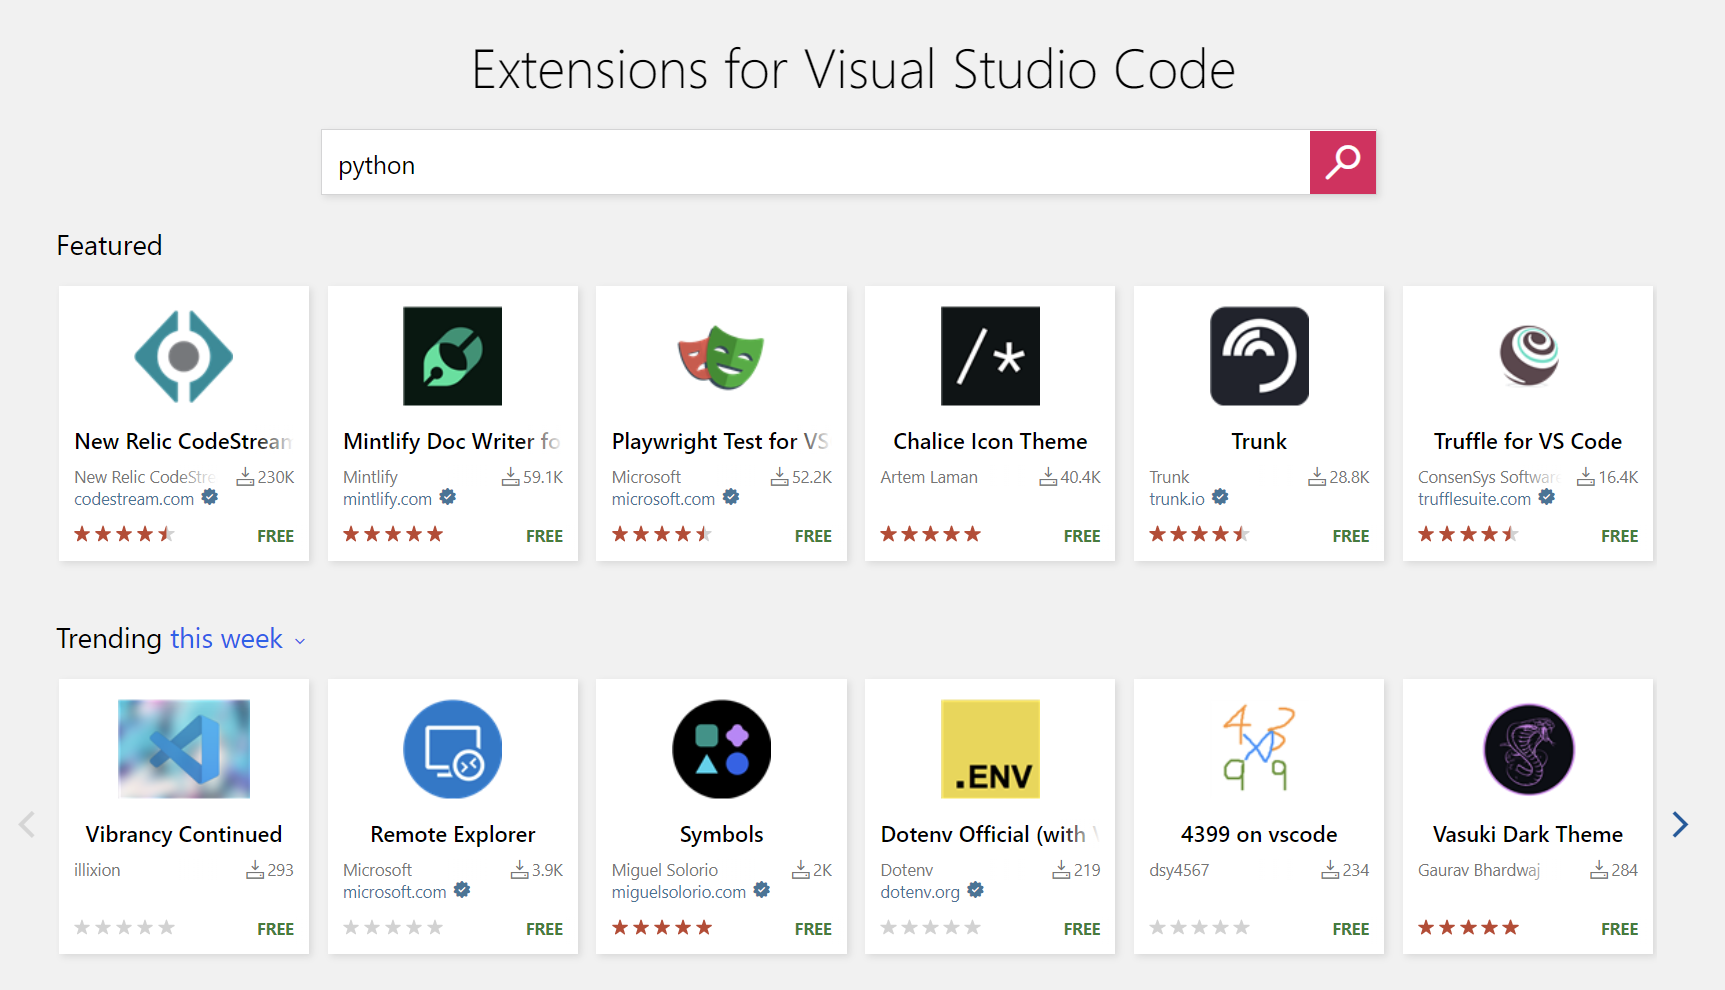 Extensions for Visual Studio Code
python
Featured
New Relic CodeStream
New Relic CodeStre 230K
codestream.com
FREE
Mintlify Doc Writer fo
Mintlify 59.1K
mintlify.com
FREE
Playwright Test for VS
Microsoft 52.2K
microsoft.com
FREE
/*
Chalice Icon Theme
Artem Laman 40.4K
FREE
Trunk
Trunk 28.8K
trunk.io
FREE
Truffle for VS Code
ConsenSys Software 16.4K
trufflesuite.com
FREE
Trending this week
Vibrancy Continued
illixion 293
FREE
Remote Explorer
Microsoft 3.9K
microsoft.com
FREE
Symbols
Miguel Solorio 2K
miguelsolorio.com
FREE
.ENV
Dotenv Official (with
Dotenv 219
dotenv.org
FREE
4399 on vscode
dsy4567 234
FREE
Vasuki Dark Theme
Gaurav Bhardwaj 284
FREE